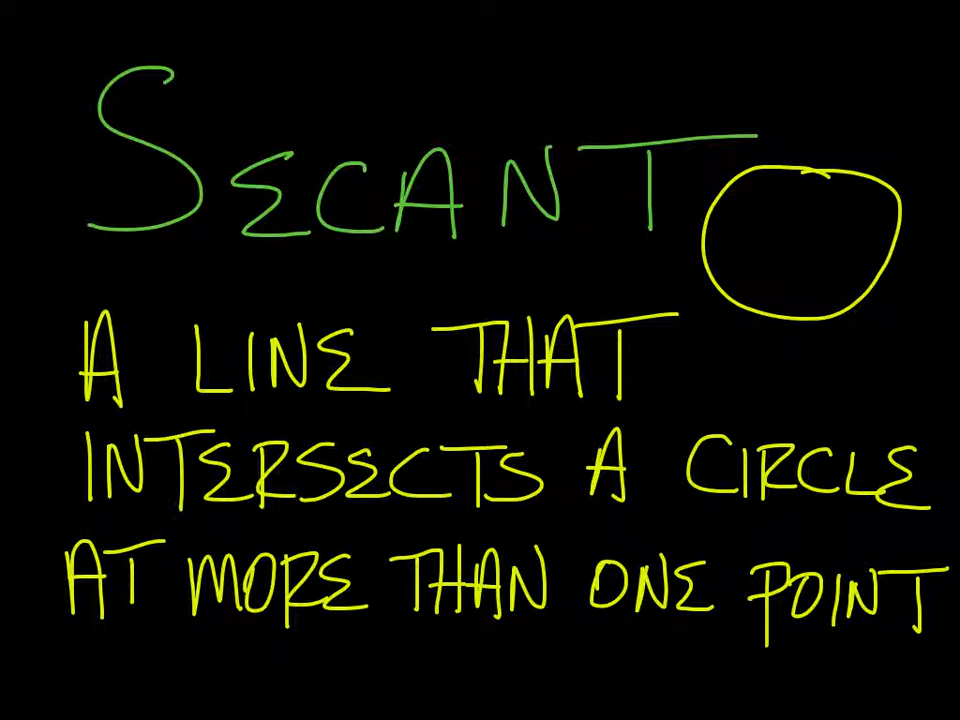 SECANT
A LINE THAT
INTERSECTS A CIRCLE
AT MORE THAN ONE POINT